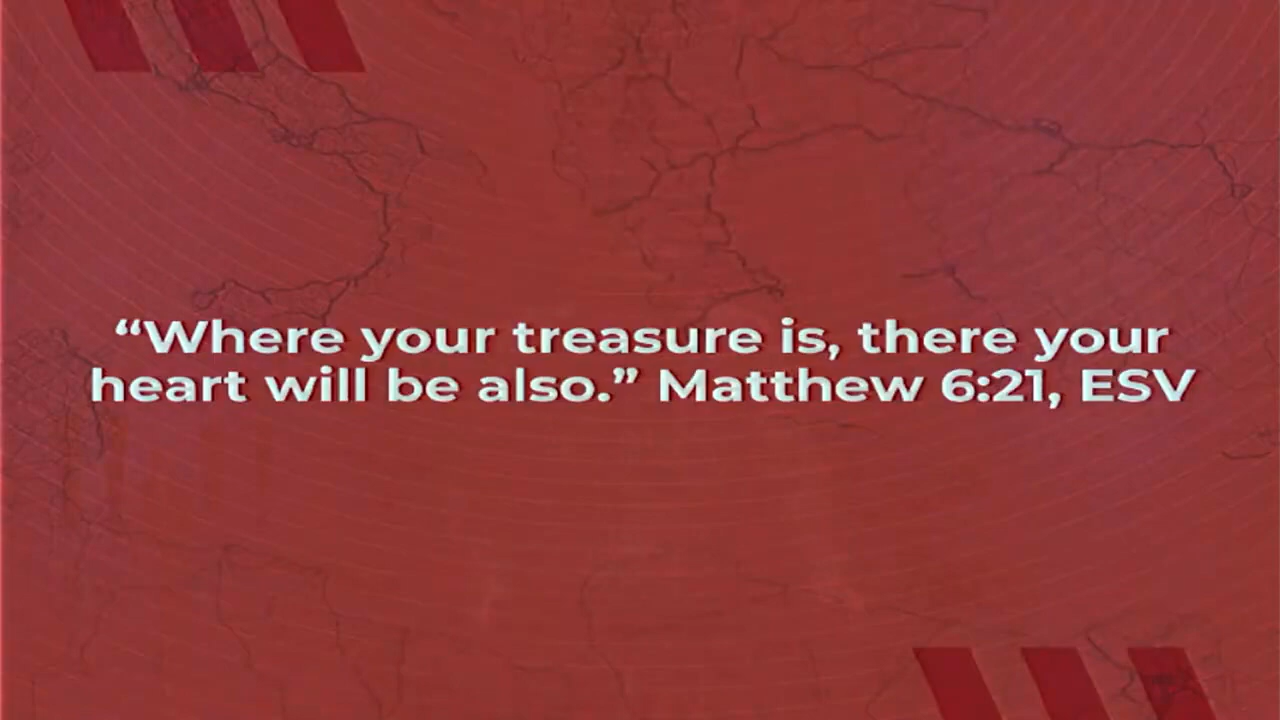 “Where your treasure is, there your
heart will be also.” Matthew 6:21, ESV